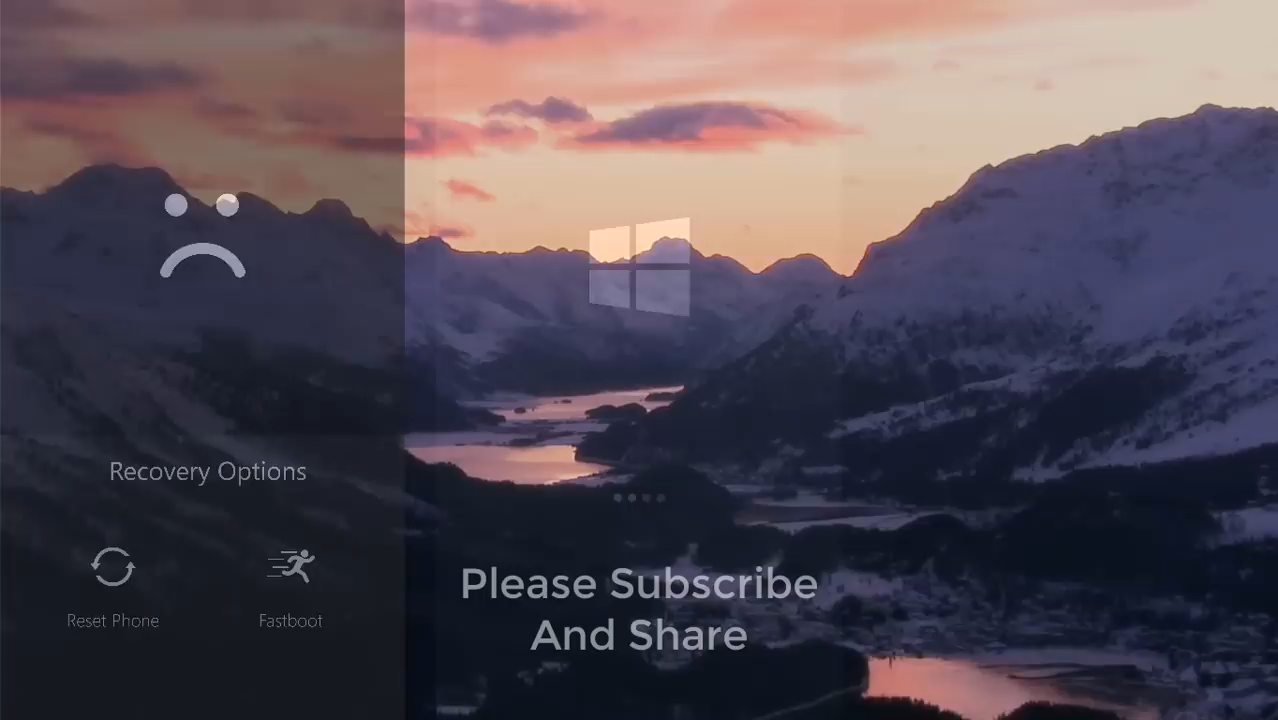 Recovery Options
Reset Phone
Fastboot
Please Subscribe
And Share